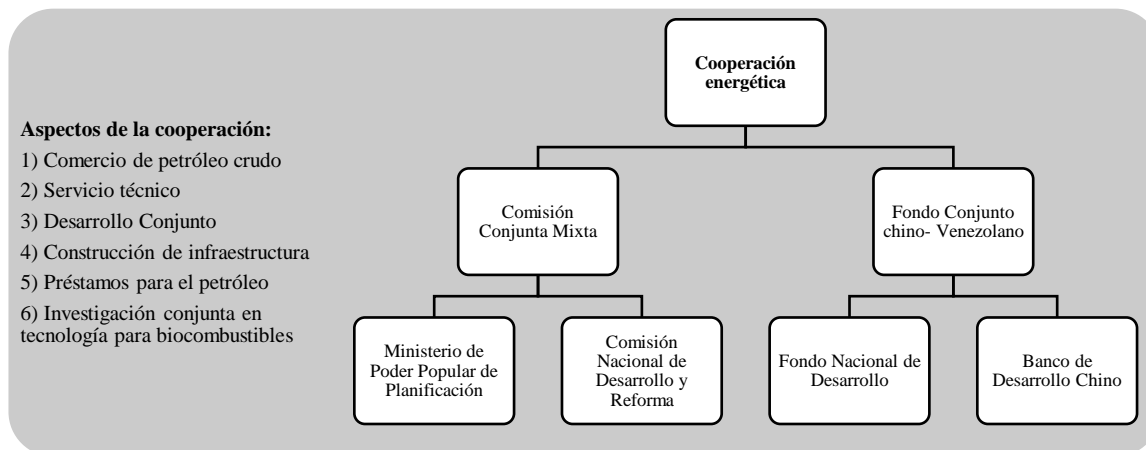 Cooperación
energética
Aspectos de la cooperación:
1) Comercio de petróleo crudo
2) Servicio técnico
3) Desarrollo Conjunto
4) Construcción de infraestructura
5) Préstamos para el petróleo
6) Investigación conjunta en
tecnología para biocombustibles
Comisión
Conjunta Mixta
Fondo Conjunto
chino- Venezolano
Ministerio de
Poder Popular de
Planificación
Comisión
Nacional de
Desarrollo y
Reforma
Fondo Nacional de
Desarrollo
Banco de
Desarrollo Chino